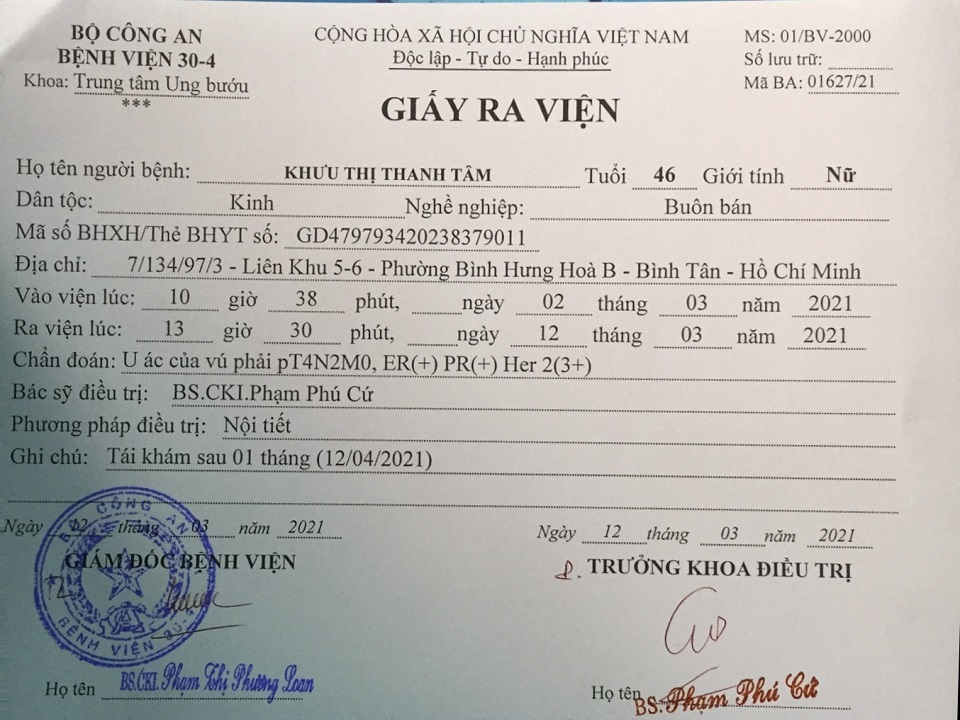 BỘ CÔNG AN
BỆNH VIỆN 30-4
Khoa: Trung tâm Ung bướu
***
CỘNG HÒA XÃ HỘI CHỦ NGHĨA VIỆT NAM
Độc lập - Tự do - Hạnh phúc
MS: 01/BV-2000
Số lưu trữ:
Mã BA: 01627/21
GIẤY RA VIỆN
Họ tên người bệnh: KHƯU THỊ THANH TÂM Tuổi 46 Giới tính Nữ
Dân tộc: Kinh Nghề nghiệp: Buôn bán
Mã số BHXH/Thẻ BHYT số: GD479793420238379011
Địa chỉ: 7/134/97/3 - Liên Khu 5-6 - Phường Bình Hưng Hoà B - Bình Tân - Hồ Chí Minh
Vào viện lúc: 10 giờ 38 phút, ngày 02 tháng 03 năm 2021
Ra viện lúc: 13 giờ 30 phút, ngày 12 tháng 03 năm 2021
Chẩn đoán: U ác của vú phải pT4N2M0, ER(+) PR(+) Her 2(3+)
Bác sỹ điều trị: BS.CKI.Phạm Phú Cứ
Phương pháp điều trị: Nội tiết
Ghi chú: Tái khám sau 01 tháng (12/04/2021)
Ngày 12 tháng 03 năm 2021
GIÁM ĐỐC BỆNH VIỆN
BỘ CÔNG AN
BỆNH VIỆN 30-4
Họ tên BS.CKI. Phạm Thị Phương Loan
Ngày 12 tháng 03 năm 2021
TRƯỞNG KHOA ĐIỀU TRỊ
Họ tên BS. Phạm Phú Cứ